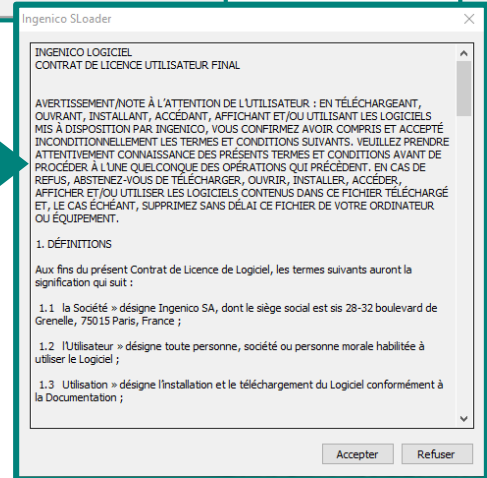 Ingenico SLoader
INGENICO LOGICIEL
CONTRAT DE LICENCE UTILISATEUR FINAL
AVERTISSEMENT/NOTE À L'ATTENTION DE L'UTILISATEUR : EN TÉLÉCHARGEANT,
OUVRANT, INSTALLANT, ACCÉDANT, AFFICHANT ET/OU UTILISANT LES LOGICIELS
MIS À DISPOSITION PAR INGENICO, VOUS CONFIRMEZ AVOIR COMPRIS ET ACCEPTÉ
INCONDITIONNELLEMENT LES TERMES ET CONDITIONS SUIVANTS. VEUILLEZ PRENDRE
ATTENTIVEMENT CONNAISSANCE DES PRÉSENTS TERMES ET CONDITIONS AVANT DE
PROCÉDER À L'UNE QUELCONQUE DES OPÉRATIONS QUI PRÉCÈDENT. EN CAS DE
REFUS, ABSTENEZ-VOUS DE TÉLÉCHARGER, OUVRIR, INSTALLER, ACCÉDER,
AFFICHER ET/OU UTILISER LES LOGICIELS CONTENUS DANS CE FICHIER TÉLÉCHARGÉ
ET, LE CAS ÉCHÉANT, SUPPRIMEZ SANS DÉLAI CE FICHIER DE VOTRE ORDINATEUR
OU ÉQUIPEMENT.
1. DÉFINITIONS
Aux fins du présent Contrat de Licence de Logiciel, les termes suivants auront la
signification qui suit :
1.1 la Société » désigne Ingenico SA, dont le siège social est sis 28-32 boulevard de
Grenelle, 75015 Paris, France ;
1.2 l'Utilisateur » désigne toute personne, société ou personne morale habilitée à
utiliser le Logiciel ;
1.3 Utilisation » désigne l'installation et le téléchargement du Logiciel conformément à
la Documentation ;
Accepter Refuser